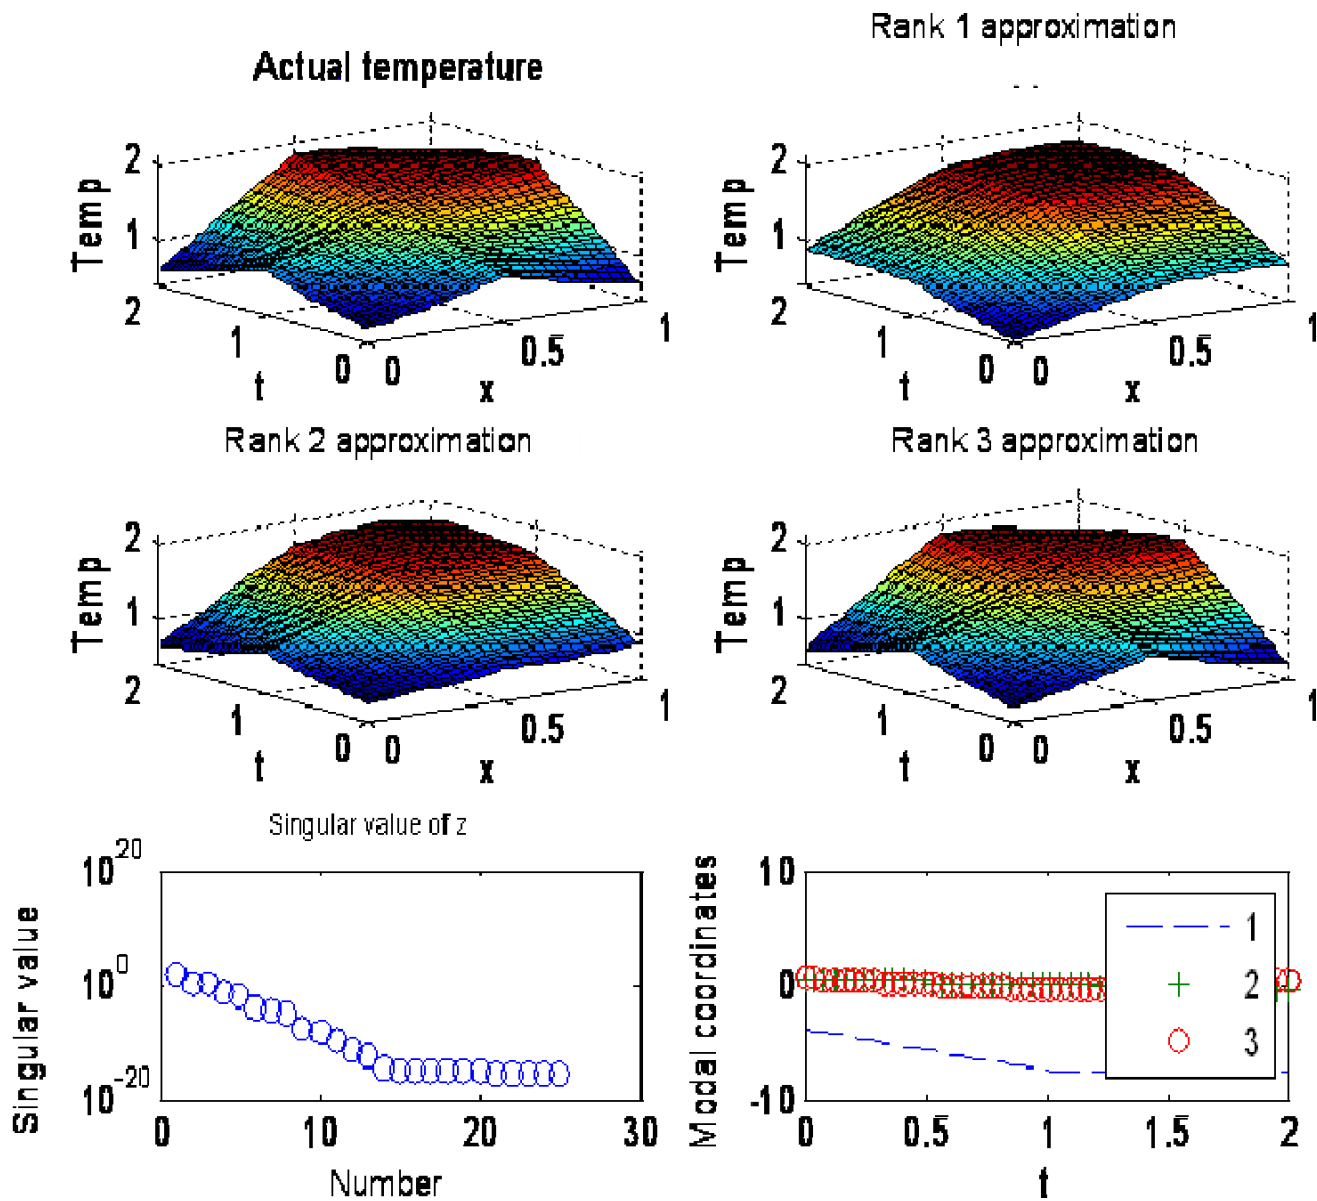 Rank 1 approximation
Actual temperature
Temp
2
1
2
1
0
t
0
0.5
1
x
Temp
2
1
2
1
0
t
0
0.5
1
x
Rank 2 approximation
Rank 3 approximation
Temp
2
1
2
1
0
t
0
0.5
1
x
Temp
2
1
2
1
0
t
0
0.5
1
x
Singular value of z
Singular value
10^20
10^0
10^-20
0
10
20
30
Number
Modal coordinates
10
0
-10
0
0.5
1
1.5
2
t
1
2
3